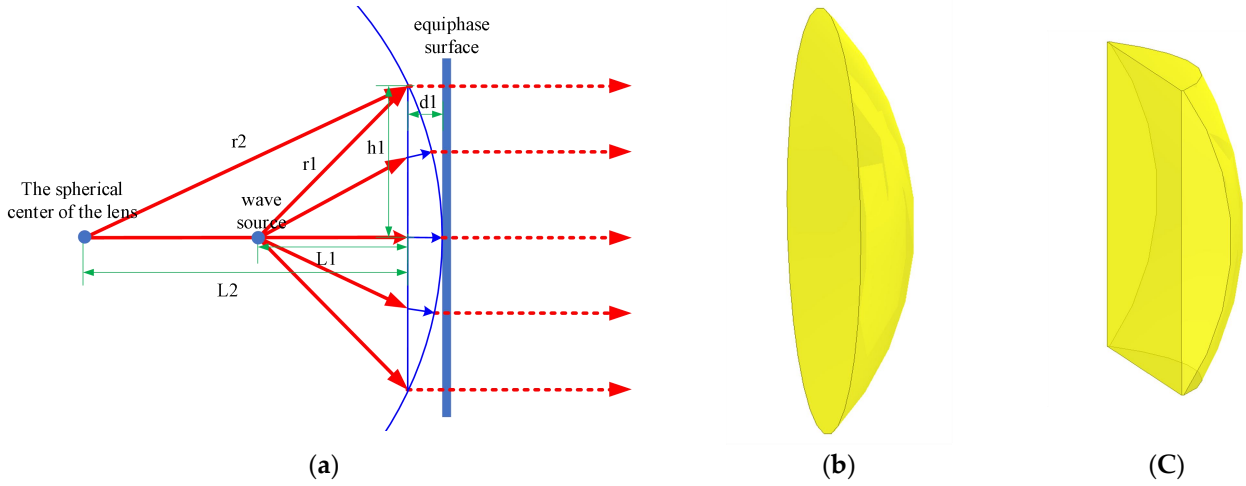 equiphase
surface
d1
r2
h1
r1
The spherical
center of the lens
wave
source
L1
L2
(a)
(b)
(C)